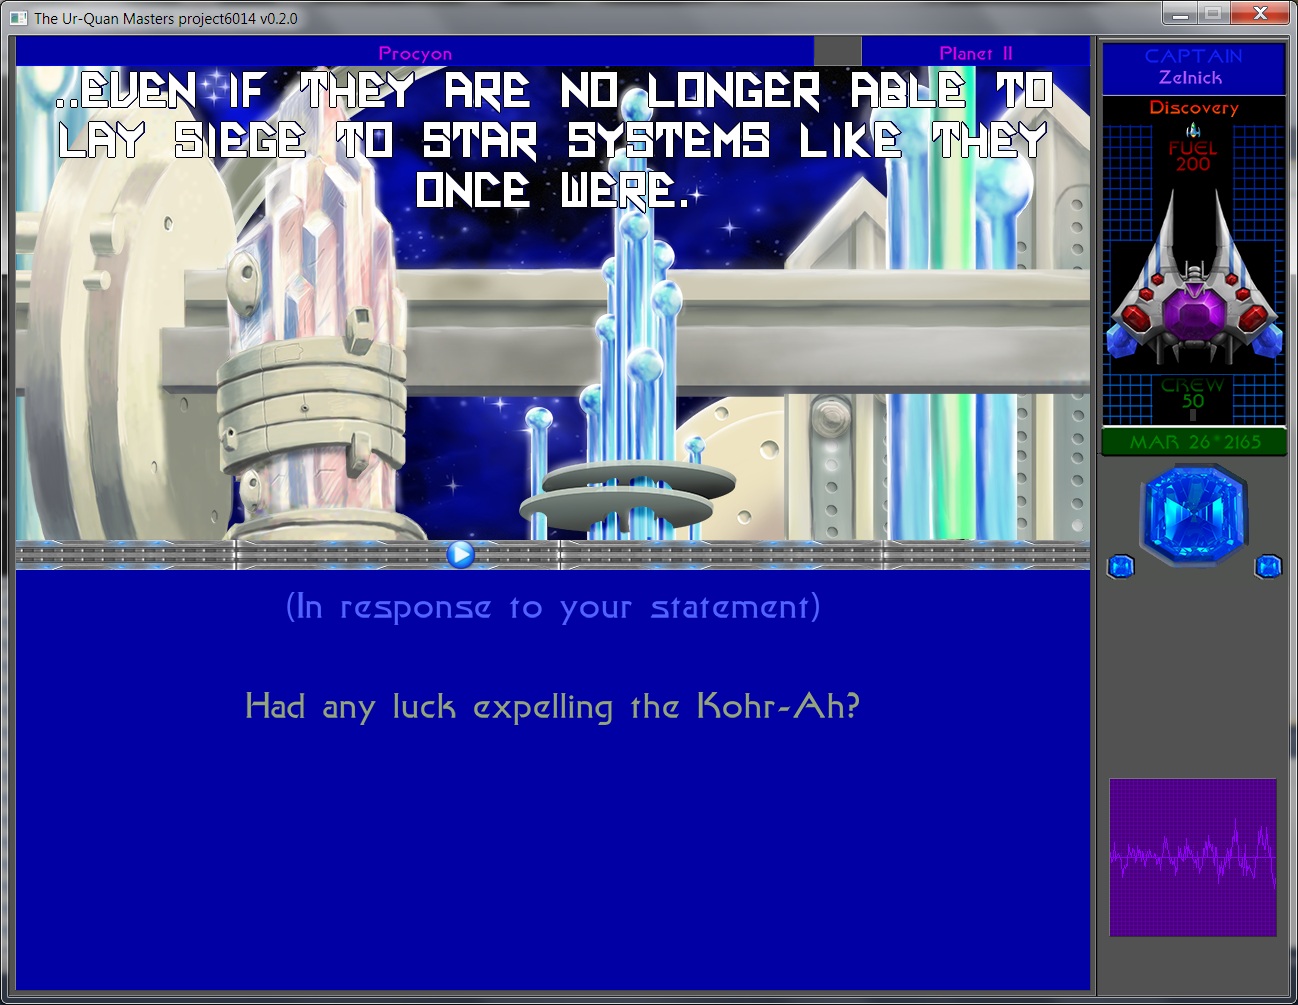 The Ur-Quan Masters project6014 v0.2.0
Procyon
Planet II
..EVEN IF THEY ARE NO LONGER ABLE TO
LAY SIEGE TO STAR SYSTEMS LIKE THEY
ONCE WERE.
(In response to your statement)
Had any luck expelling the Kohr-Ah?
CAPTAIN
Zelnick
Discovery
FUEL
200
CREW
50
MAR 26*2165